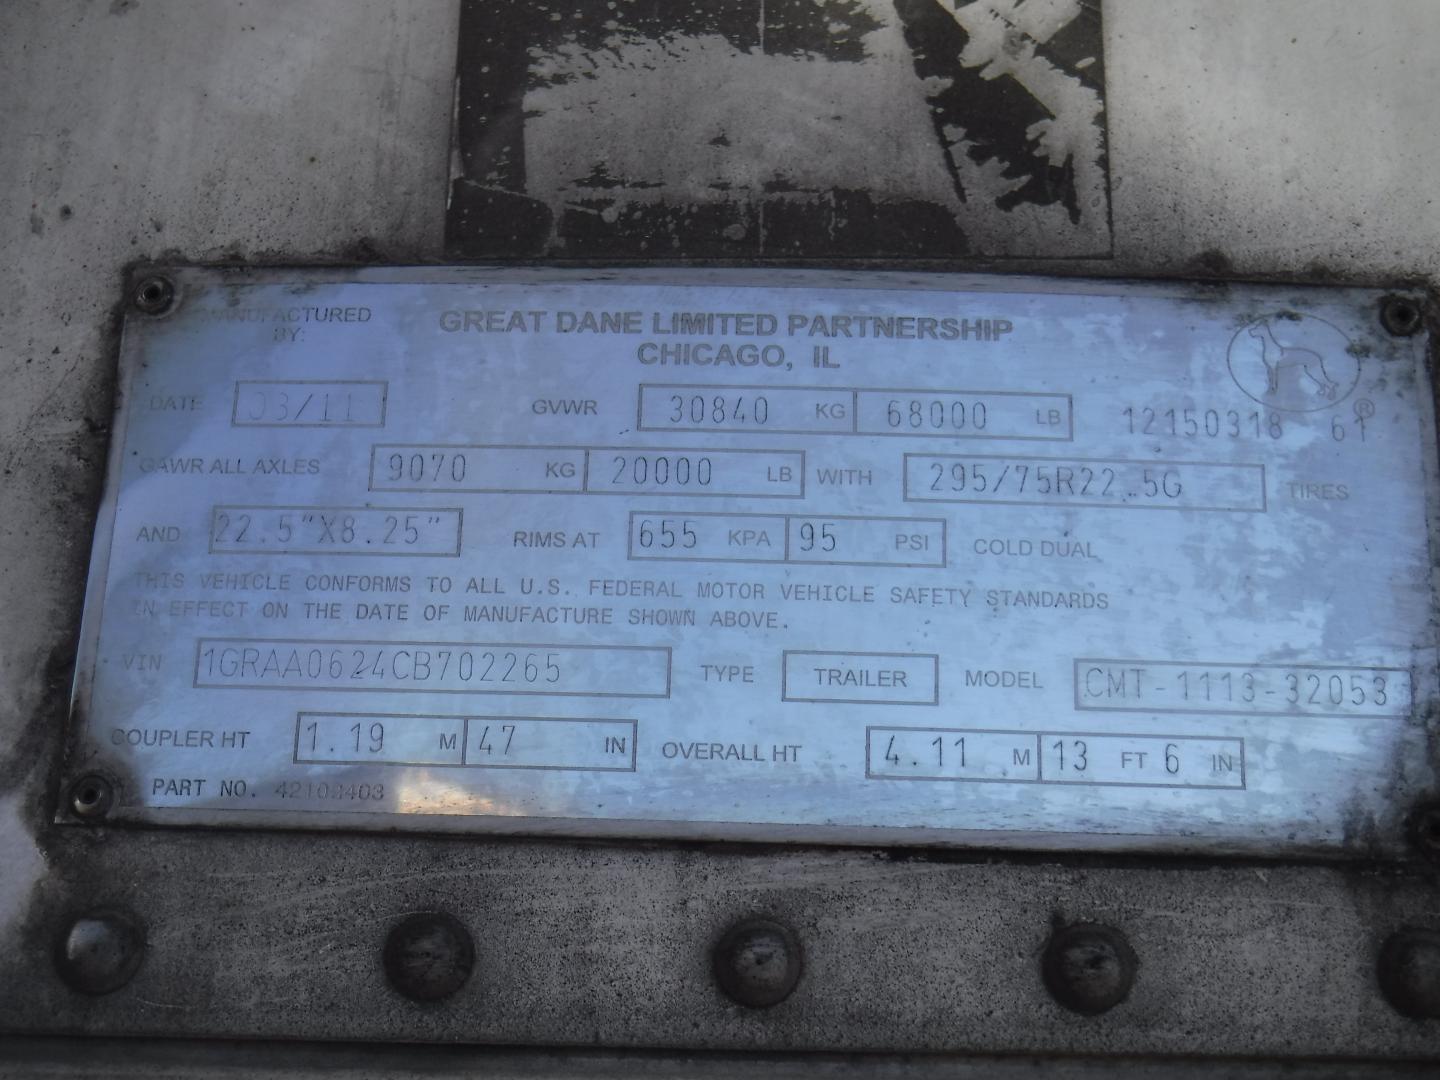 MANUFACTURED BY: GREAT DANE LIMITED PARTNERSHIP
CHICAGO, IL
DATE 03/11 GVWR 30840 KG 68000 LB 12150318 61 ®
GAWR ALL AXLES 9070 KG 20000 LB WITH 295/75R22.5G TIRES
AND 22.5"X8.25" RIMS AT 655 KPA 95 PSI COLD DUAL
THIS VEHICLE CONFORMS TO ALL U.S. FEDERAL MOTOR VEHICLE SAFETY STANDARDS
IN EFFECT ON THE DATE OF MANUFACTURE SHOWN ABOVE.
VIN 1GRAA0624CB702265 TYPE TRAILER MODEL CMT-1113-32053
COUPLER HT 1.19 M 47 IN OVERALL HT 4.11 M 13 FT 6 IN
PART NO.